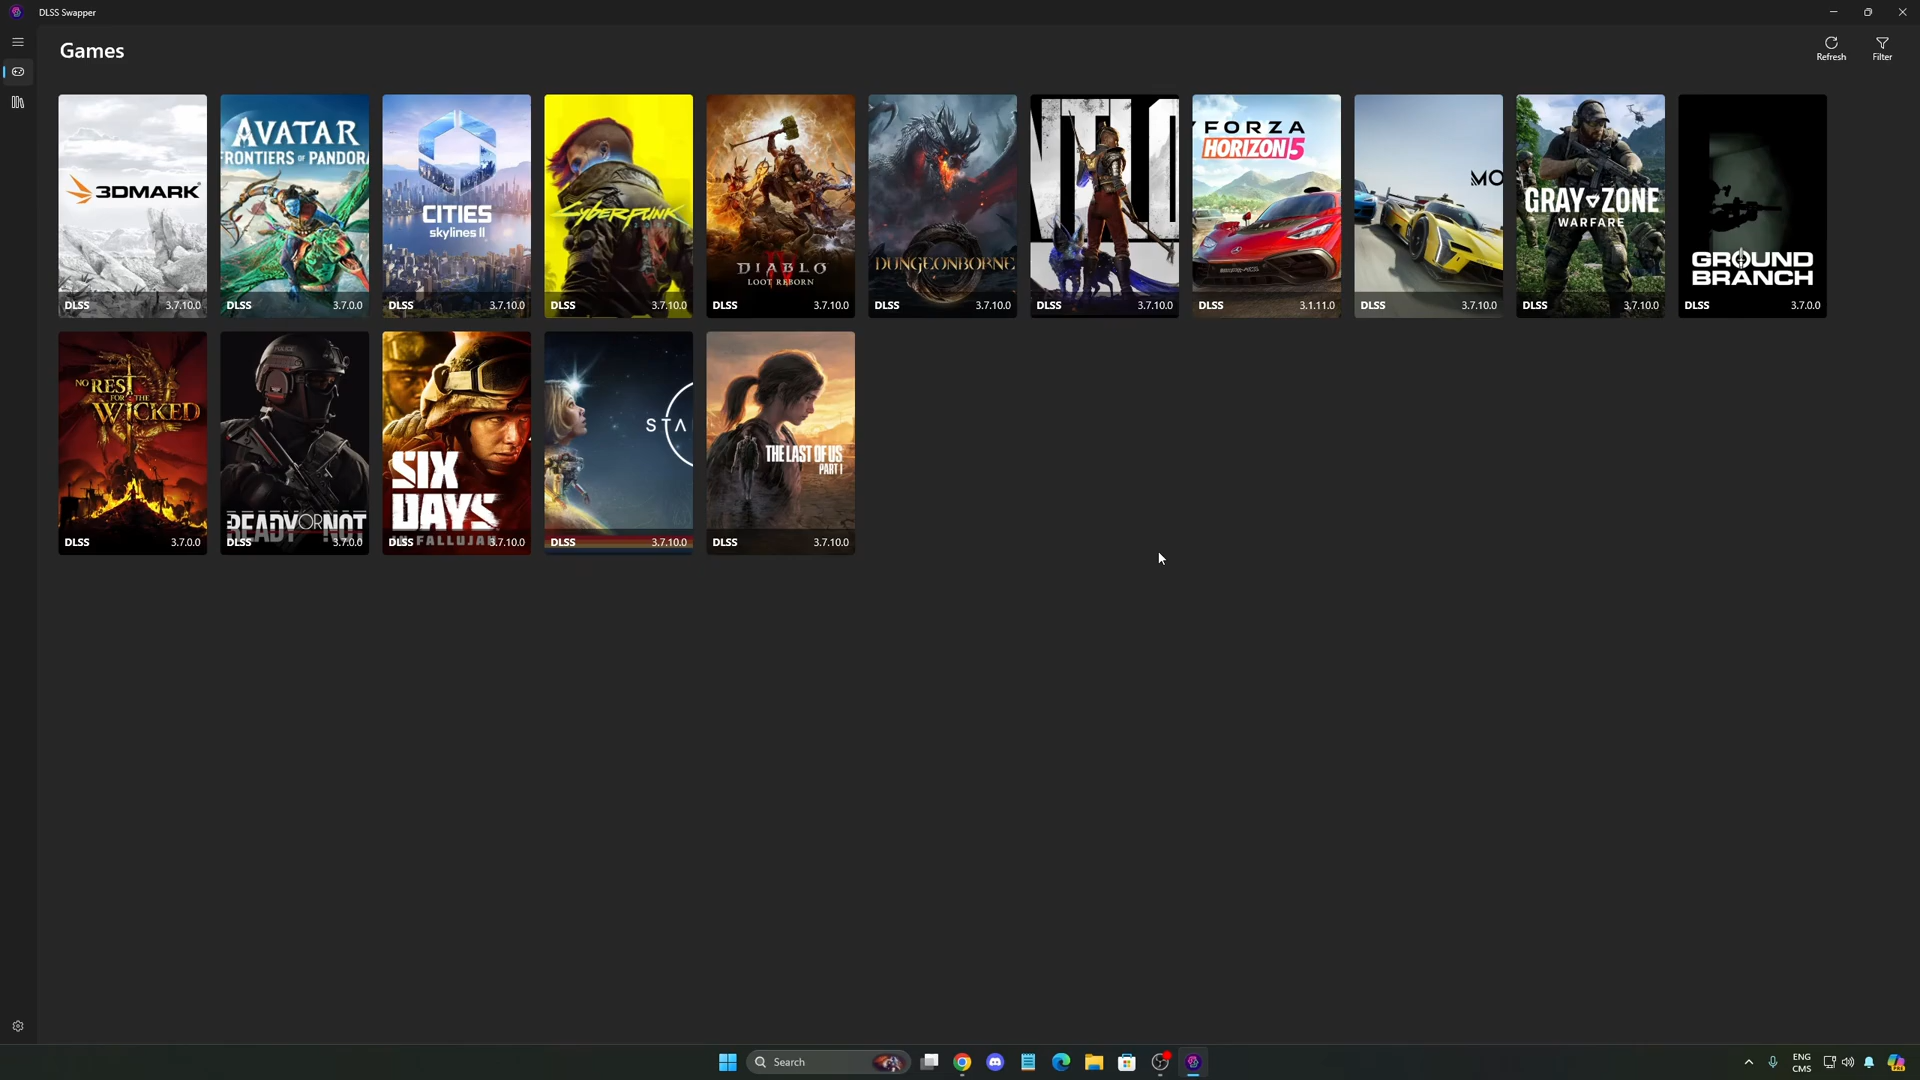 DLSS Swapper
Games
Refresh
Filter
3DMARK
DLSS 3.7.10.0
AVATAR
FRONTIERS OF PANDORA
DLSS 3.7.0.0
CITIES
skylines II
DLSS 3.7.10.0
Cyberpunk
DLSS 3.7.10.0
DIABLO
IV
LOOT REBORN
DLSS 3.7.10.0
DUNGEONBORNE
DLSS 3.7.10.0
NTLO
DLSS 3.7.10.0
FORZA
HORIZON 5
DLSS 3.1.11.0
MO
DLSS 3.7.10.0
GRAY ZONE
WARFARE
DLSS 3.7.10.0
GROUND
BRANCH
DLSS 3.7.0.0
NO REST
FOR THE
WICKED
DLSS 3.7.0.0
POLICE
READY OR NOT
DLSS 3.7.0.0
SIX
DAYS
IN FALLUJAH
DLSS 3.7.10.0
STA
DLSS 3.7.10.0
THE LAST OF US
PART I
DLSS 3.7.10.0
Search
ENG
CMS